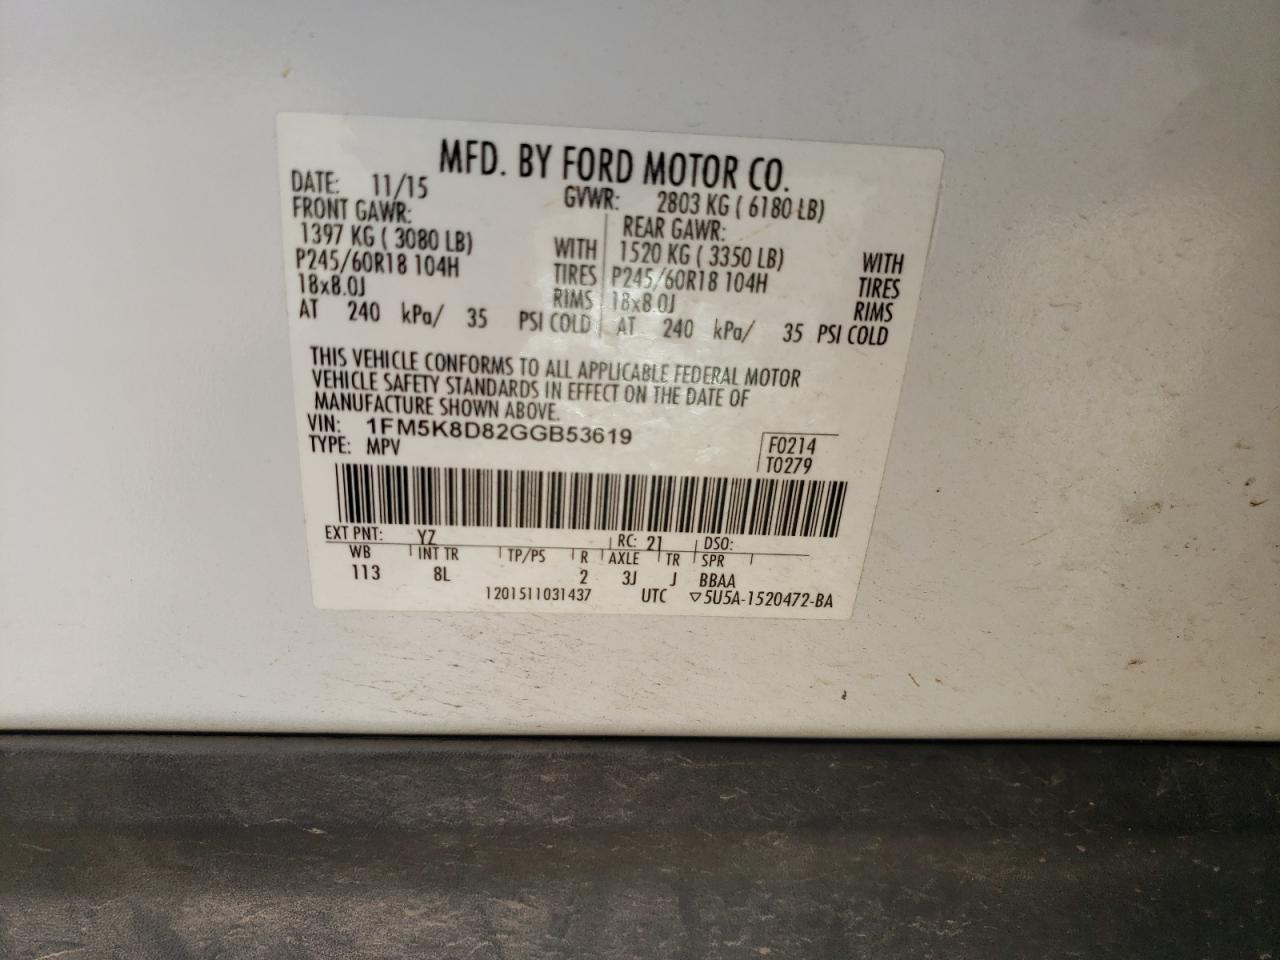 MFD. BY FORD MOTOR CO.
DATE: 11/15 GVWR: 2803 KG ( 6180 LB)
FRONT GAWR: REAR GAWR:
1397 KG ( 3080 LB) WITH 1520 KG ( 3350 LB) WITH
P245/60R18 104H TIRES P245/60R18 104H TIRES
18x8.0J RIMS 18x8.0J RIMS
AT 240 kPa/ 35 PSI COLD AT 240 kPa/ 35 PSI COLD
THIS VEHICLE CONFORMS TO ALL APPLICABLE FEDERAL MOTOR
VEHICLE SAFETY STANDARDS IN EFFECT ON THE DATE OF
MANUFACTURE SHOWN ABOVE.
VIN: 1FM5K8D82GGB53619
TYPE: MPV
F0214
T0279
EXT PNT: YZ RC: 21 DSO:
WB INT TR TP/PS R AXLE TR SPR
113 8L 2 3J J BBAA
1201511031437 UTC ▽5U5A-1520472-BA